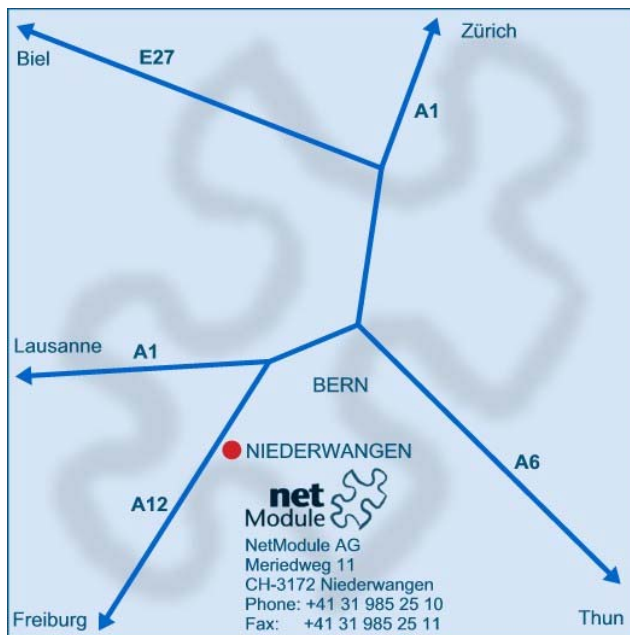 Zürich
Biel
E27
A1
Lausanne
A1
BERN
NIEDERWANGEN
A6
A12
net
Module
NetModule AG
Meriedweg 11
CH-3172 Niederwangen
Phone: +41 31 985 25 10
Fax: +41 31 985 25 11
Freiburg
Thun